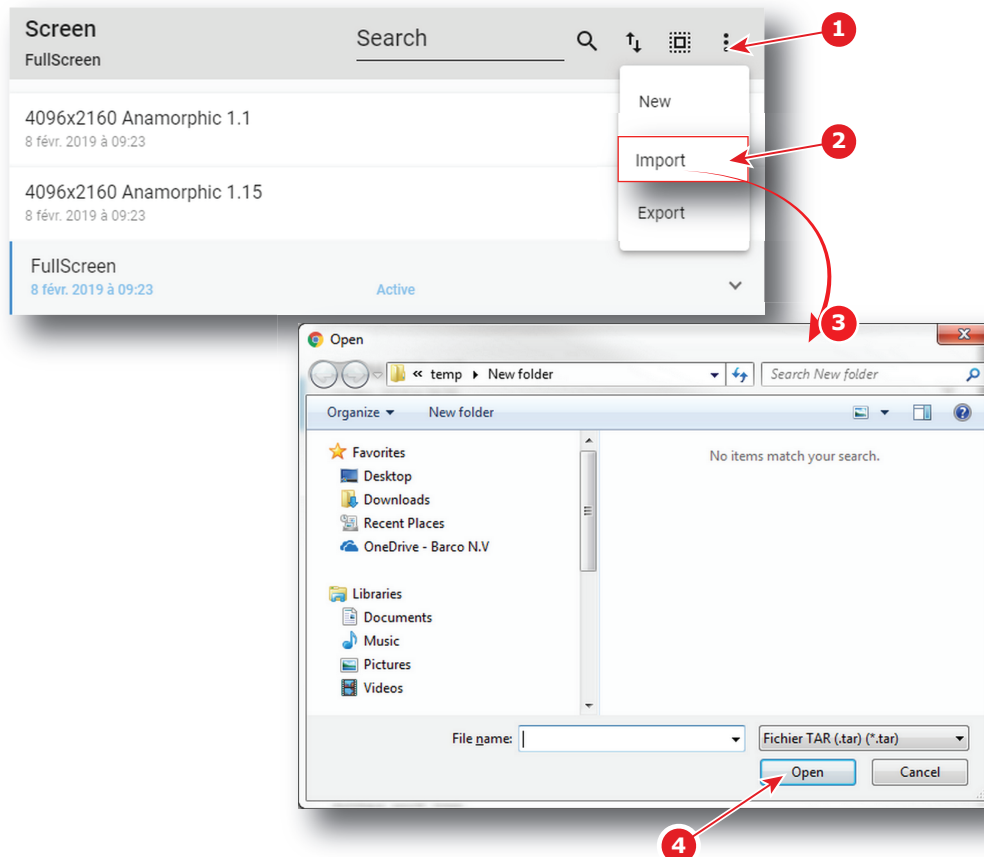 Screen
FullScreen
Search
1
New
4096x2160 Anamorphic 1.1
8 févr. 2019 à 09:23
Import
2
4096x2160 Anamorphic 1.15
8 févr. 2019 à 09:23
Export
FullScreen
8 févr. 2019 à 09:23
Active
3
Open
x
« temp New folder
Search New folder
Organize
New folder
?
Favorites
Desktop
Downloads
Recent Places
OneDrive - Barco N.V
Libraries
Documents
Music
Pictures
Videos
No items match your search.
File name:
Fichier TAR (.tar) (*.tar)
Open
Cancel
4